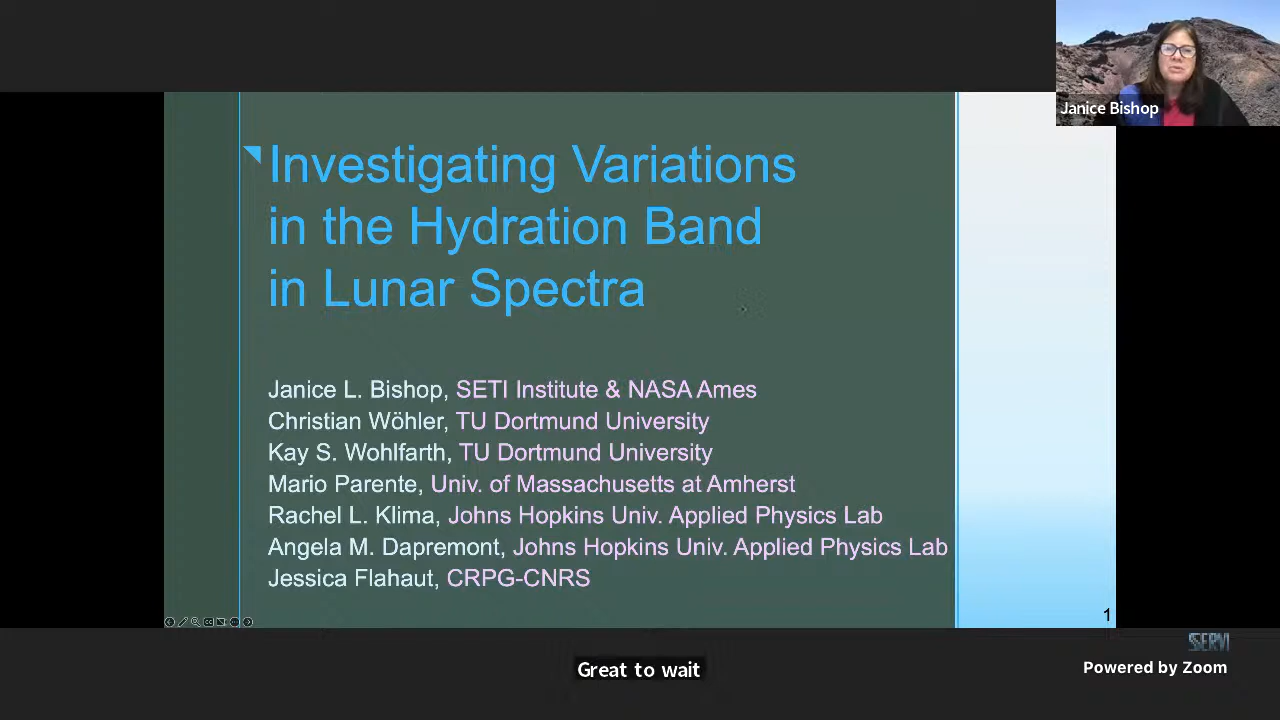 Janice Bishop
Investigating Variations
in the Hydration Band
in Lunar Spectra
Janice L. Bishop, SETI Institute & NASA Ames
Christian Wöhler, TU Dortmund University
Kay S. Wohlfarth, TU Dortmund University
Mario Parente, Univ. of Massachusetts at Amherst
Rachel L. Klima, Johns Hopkins Univ. Applied Physics Lab
Angela M. Dapremont, Johns Hopkins Univ. Applied Physics Lab
Jessica Flahaut, CRPG-CNRS
1
SSERVI
Great to wait
Powered by Zoom